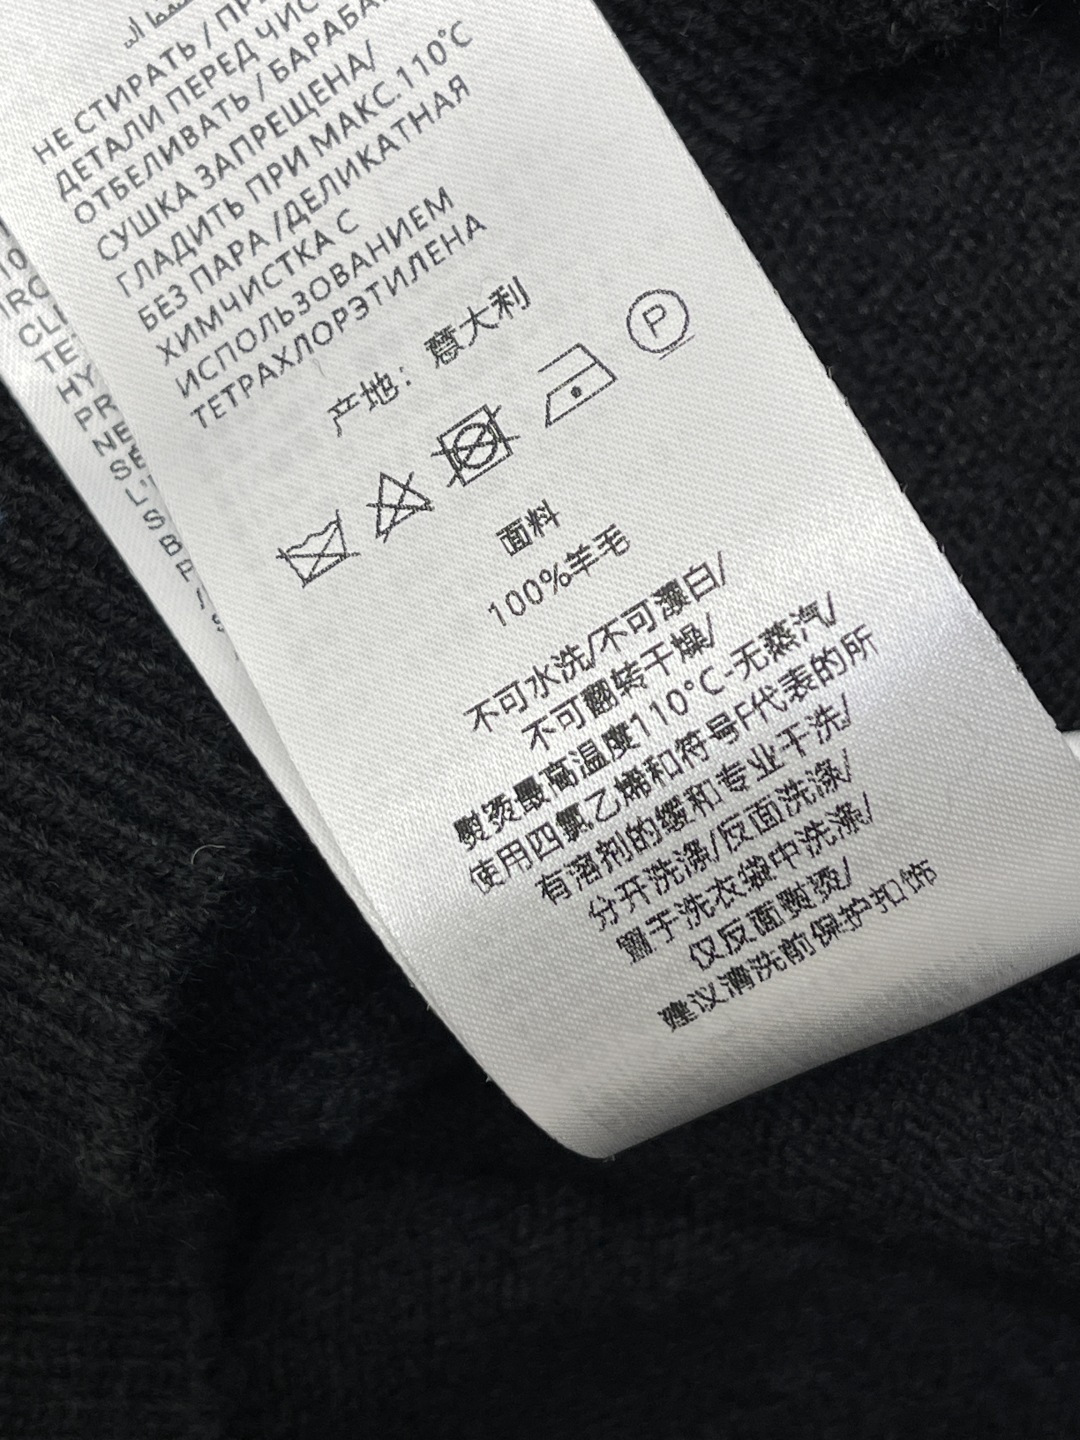 НЕ СТИРАТЬ / ПР
ДЕТАЛИ ПЕРЕД ЧИС
ОТБЕЛИВАТЬ / БАРАБА
СУШКА ЗАПРЕЩЕНА/
ГЛАДИТЬ ПРИ МАКС.110°C
БЕЗ ПАРА /ДЕЛИКАТНАЯ
ХИМЧИСТКА С
ИСПОЛЬЗОВАНИЕМ
ТЕТРАХЛОРЭТИЛЕНА
产地：意大利
P
面料
100%羊毛
不可水洗/不可漂白/
不可翻转干燥/
熨烫最高温度110°C-无蒸汽/
使用四氯乙烯和符号F代表的所
有溶剂的缓和专业干洗/
分开洗涤/反面洗涤/
置于洗衣袋中洗涤/
仅反面熨烫/
建议清洗前保护扣饰